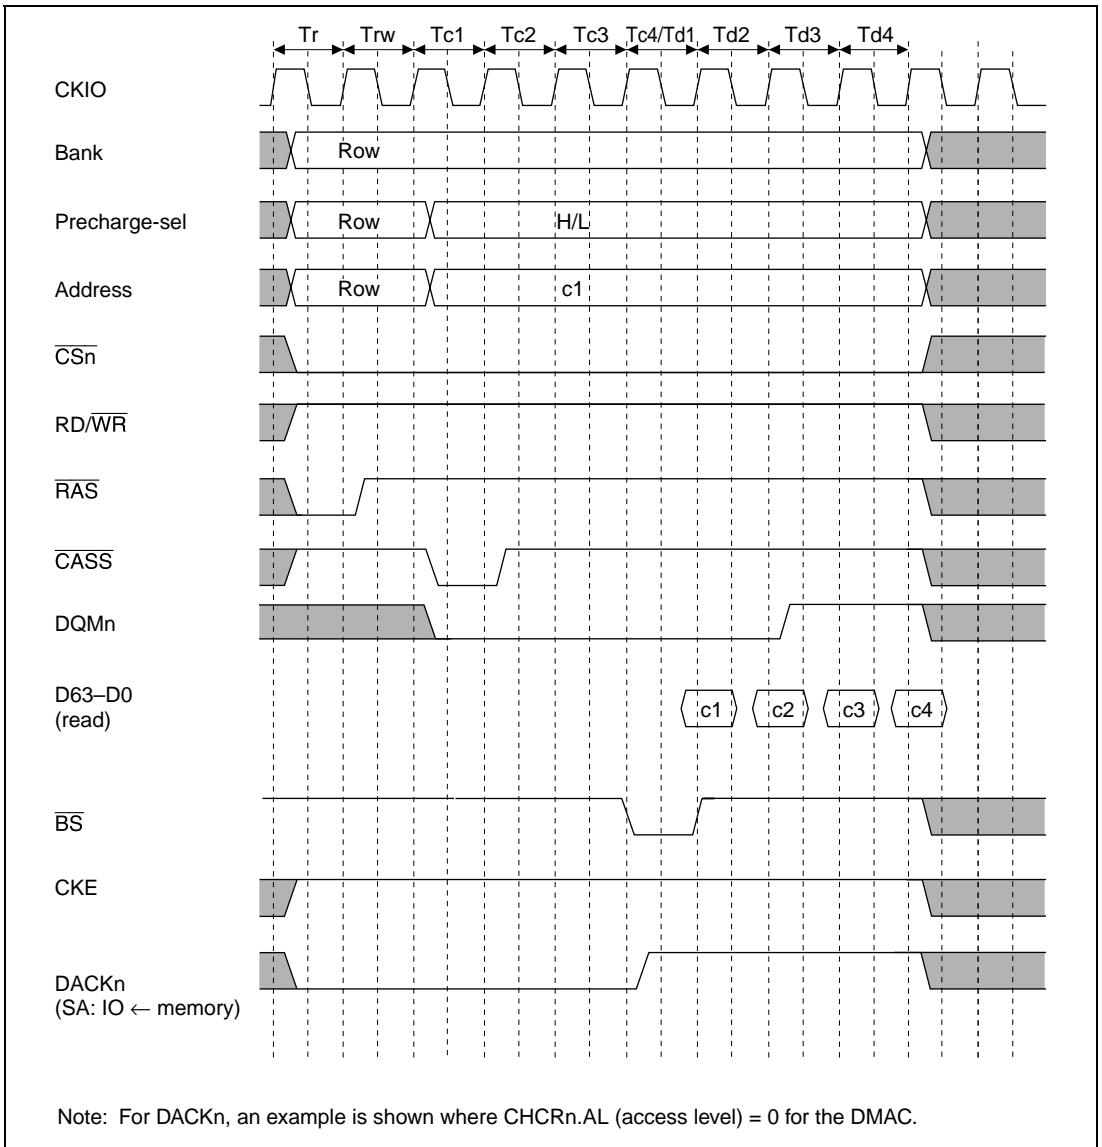 Tr Trw Tc1 Tc2 Tc3 Tc4/Td1 Td2 Td3 Td4
CKIO
Bank Row
Precharge-sel Row H/L
Address Row c1
CSn
RD/WR
RAS
CASS
DQMn
D63–D0
(read)
c1 c2 c3 c4
BS
CKE
DACKn
(SA: IO ← memory)
Note: For DACKn, an example is shown where CHCRn.AL (access level) = 0 for the DMAC.